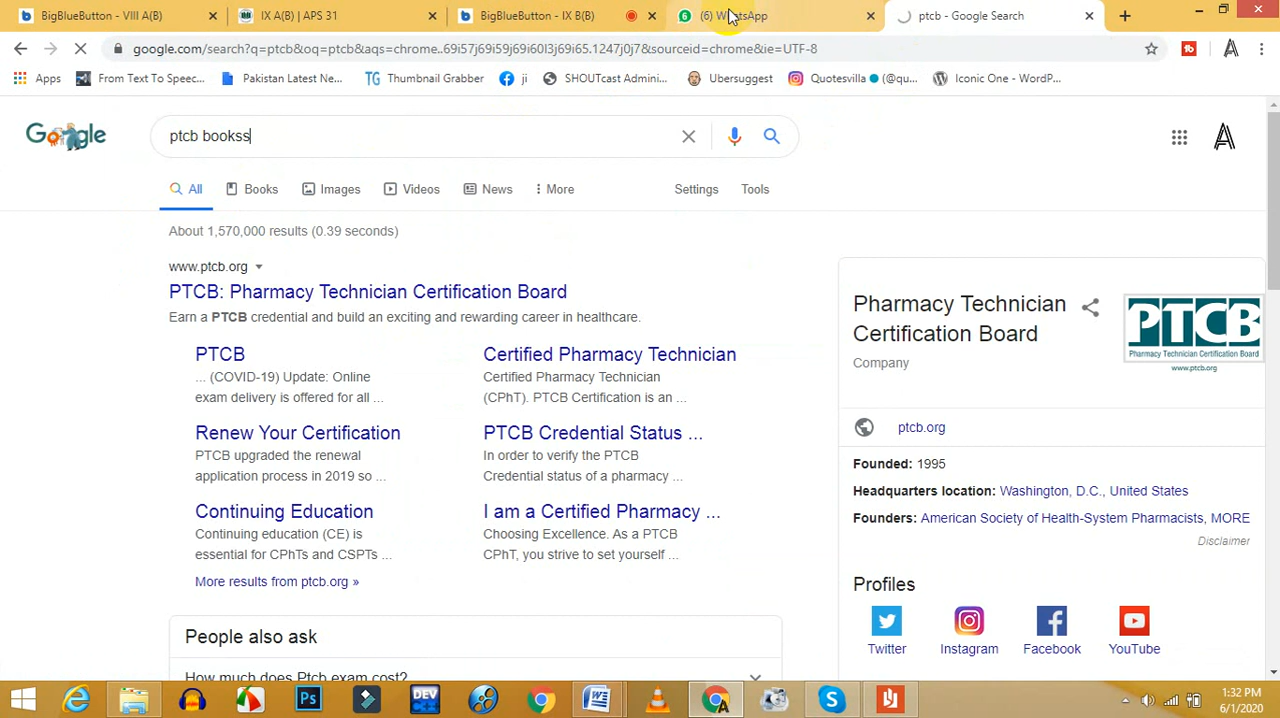 BigBlueButton - VIII A(B)
IX A(B) | APS 31
BigBlueButton - IX B(B)
(6) WhatsApp
ptcb - Google Search
google.com/search?q=ptcb&oq=ptcb&aqs=chrome..69i57j69i59j69i60l3j69i65.1247j0j7&sourceid=chrome&ie=UTF-8
Apps
From Text To Speec...
Pakistan Latest New...
TG Thumbnail Grabber
ji
SHOUTcast Admini...
Ubersuggest
Quotesvilla (@qu...
Iconic One - WordP...
Google
ptcb bookss
All
Books
Images
Videos
News
More
Settings
Tools
About 1,570,000 results (0.39 seconds)
www.ptcb.org
PTCB: Pharmacy Technician Certification Board
Earn a PTCB credential and build an exciting and rewarding career in healthcare.
PTCB
... (COVID-19) Update: Online
exam delivery is offered for all ...
Certified Pharmacy Technician
Certified Pharmacy Technician
(CPhT). PTCB Certification is an ...
Renew Your Certification
PTCB upgraded the renewal
application process in 2019 so ...
PTCB Credential Status ...
In order to verify the PTCB
Credential status of a pharmacy ...
Continuing Education
Continuing education (CE) is
essential for CPhTs and CSPTs ...
I am a Certified Pharmacy ...
Choosing Excellence. As a PTCB
CPhT, you strive to set yourself ...
More results from ptcb.org »
People also ask
How much does Ptcb exam cost?
Pharmacy Technician
Certification Board
Company
PTCB
Pharmacy Technician Certification Board
www.ptcb.org
ptcb.org
Founded: 1995
Headquarters location: Washington, D.C., United States
Founders: American Society of Health-System Pharmacists, MORE
Disclaimer
Profiles
Twitter
Instagram
Facebook
YouTube
Ps
DEV
1:32 PM
6/1/2020